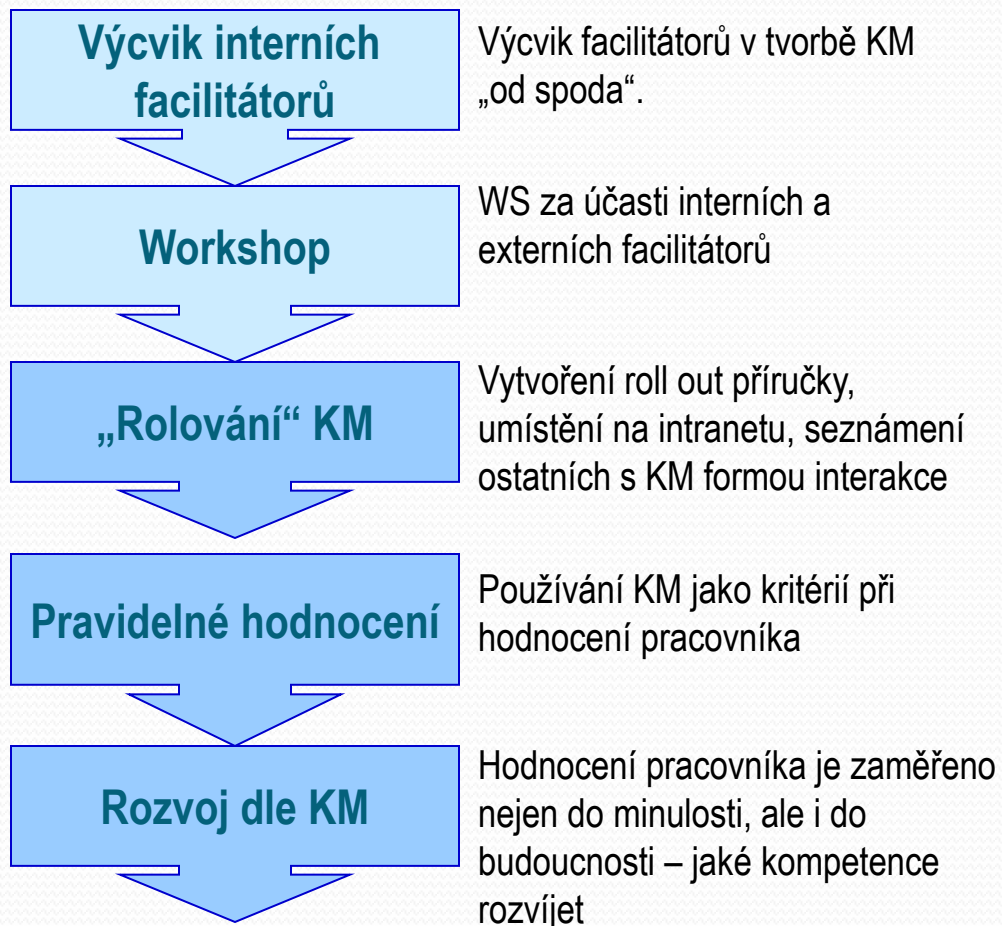 Výcvik interních
facilitátorů
Výcvik facilitátorů v tvorbě KM
„od spoda“.
Workshop
WS za účasti interních a
externích facilitátorů
„Rolování“ KM
Vytvoření roll out příručky,
umístění na intranetu, seznámení
ostatních s KM formou interakce
Pravidelné hodnocení
Používání KM jako kritérií při
hodnocení pracovníka
Rozvoj dle KM
Hodnocení pracovníka je zaměřeno
nejen do minulosti, ale i do
budoucnosti – jaké kompetence
rozvíjet